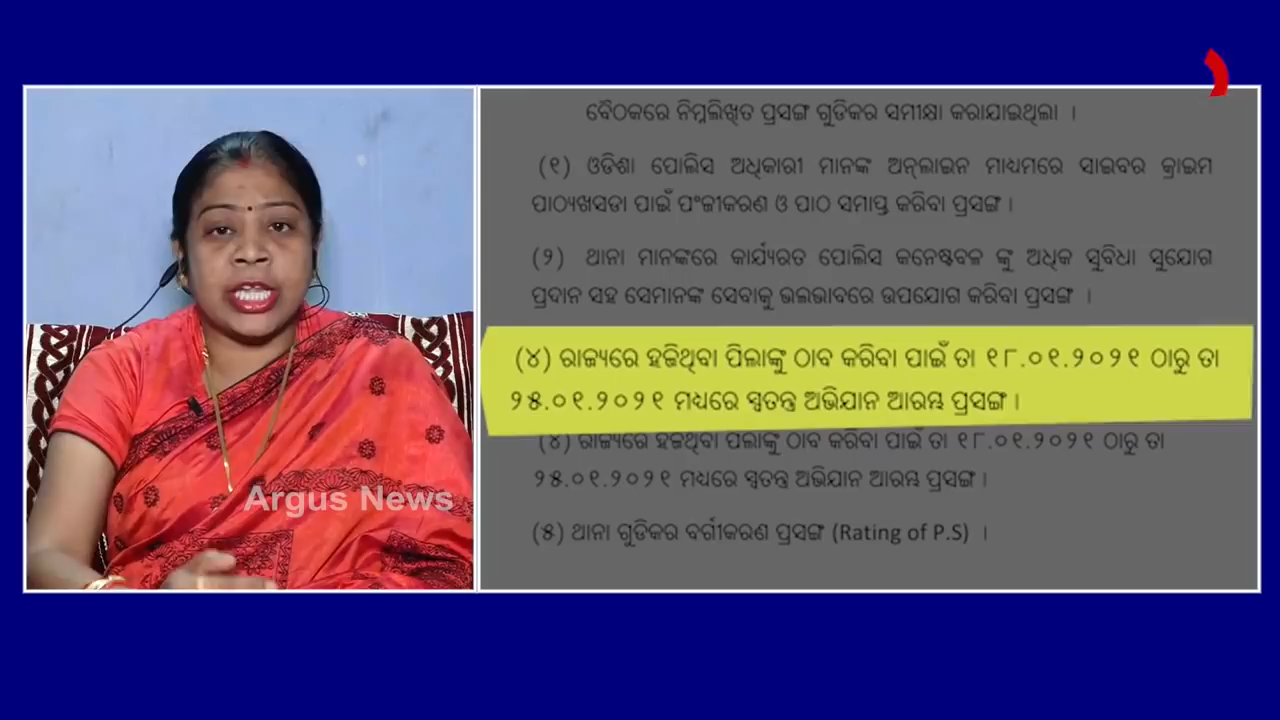 ବୈଠକରେ ନିମ୍ନଲିଖିତ ପ୍ରସଙ୍ଗ ଗୁଡିକର ସମୀକ୍ଷା କରାଯାଇଥିଲା ।
(୧) ଓଡିଶା ପୋଲିସ ଅଧିକାରୀ ମାନଙ୍କ ଅନ୍‌ଲାଇନ ମାଧ୍ୟମରେ ସାଇବର କ୍ରାଇମ
ପାଠ୍ୟଖସଡା ପାଇଁ ପଂଜୀକରଣ ଓ ପାଠ ସମାପ୍ତ କରିବା ପ୍ରସଙ୍ଗ ।
(୨) ଥାନା ମାନଙ୍କରେ କାର୍ଯ୍ୟରତ ପୋଲିସ କନେଷ୍ଟବଳ ଙ୍କୁ ଅଧିକ ସୁବିଧା ସୁଯୋଗ
ପ୍ରଦାନ ସହ ସେମାନଙ୍କ ସେବାକୁ ଭଲଭାବରେ ଉପଯୋଗ କରିବା ପ୍ରସଙ୍ଗ ।
(୪) ରାଜ୍ୟରେ ହଜିଥିବା ପିଲାଙ୍କୁ ଠାବ କରିବା ପାଇଁ ତା ୧୮.୦୧.୨୦୨୧ ଠାରୁ ତା
୨୫.୦୧.୨୦୨୧ ମଧ୍ୟରେ ସ୍ବତନ୍ତ୍ର ଅଭିଯାନ ଆରମ୍ଭ ପ୍ରସଙ୍ଗ ।
(୪) ରାଜ୍ୟରେ ହଜିଥିବା ପିଲାଙ୍କୁ ଠାବ କରିବା ପାଇଁ ତା ୧୮.୦୧.୨୦୨୧ ଠାରୁ ତା
୨୫.୦୧.୨୦୨୧ ମଧ୍ୟରେ ସ୍ବତନ୍ତ୍ର ଅଭିଯାନ ଆରମ୍ଭ ପ୍ରସଙ୍ଗ ।
(୫) ଥାନା ଗୁଡିକର ବର୍ଗୀକରଣ ପ୍ରସଙ୍ଗ (Rating of P.S) ।
Argus News